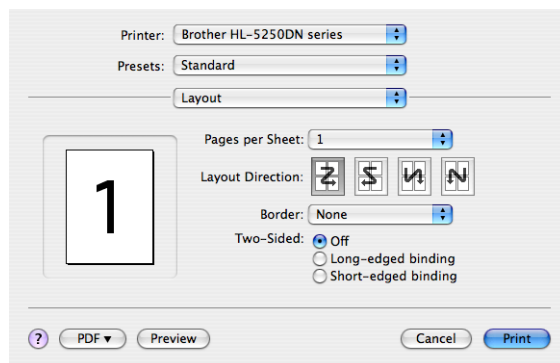 Printer: Brother HL-5250DN series
Presets: Standard
Layout
Pages per Sheet: 1
Layout Direction:
Border: None
Two-Sided: Off
Long-edged binding
Short-edged binding
1
? PDF▼ Preview Cancel Print